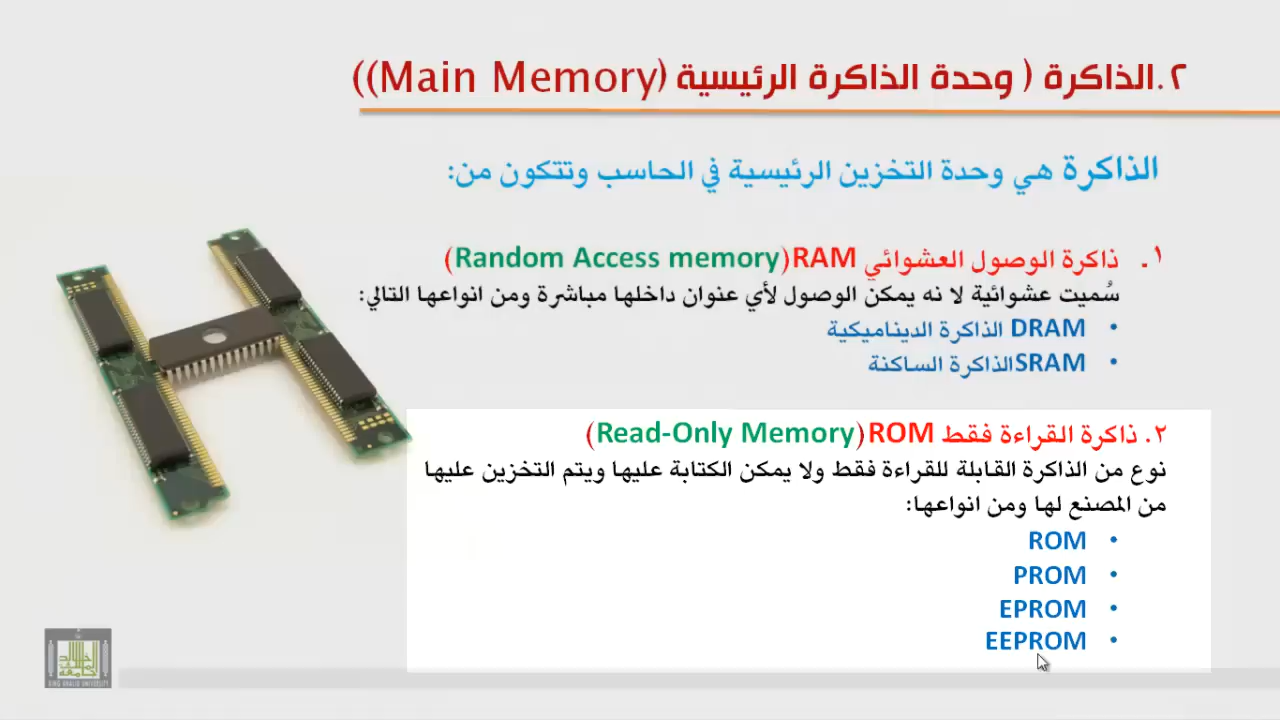 ٢.الذاكرة ( وحدة الذاكرة الرئيسية (Main Memory))
الذاكرة هي وحدة التخزين الرئيسية في الحاسب وتتكون من:
١. ذاكرة الوصول العشوائي RAM(Random Access memory)
سُميت عشوائية لا نه يمكن الوصول لأي عنوان داخلها مباشرة ومن انواعها التالي:
• DRAM الذاكرة الديناميكية
• SRAMالذاكرة الساكنة
٢. ذاكرة القراءة فقط ROM(Read-Only Memory)
نوع من الذاكرة القابلة للقراءة فقط ولا يمكن الكتابة عليها ويتم التخزين عليها
من المصنع لها ومن انواعها:
• ROM
• PROM
• EPROM
• EEPROM
KING KHALID UNIVERSITY